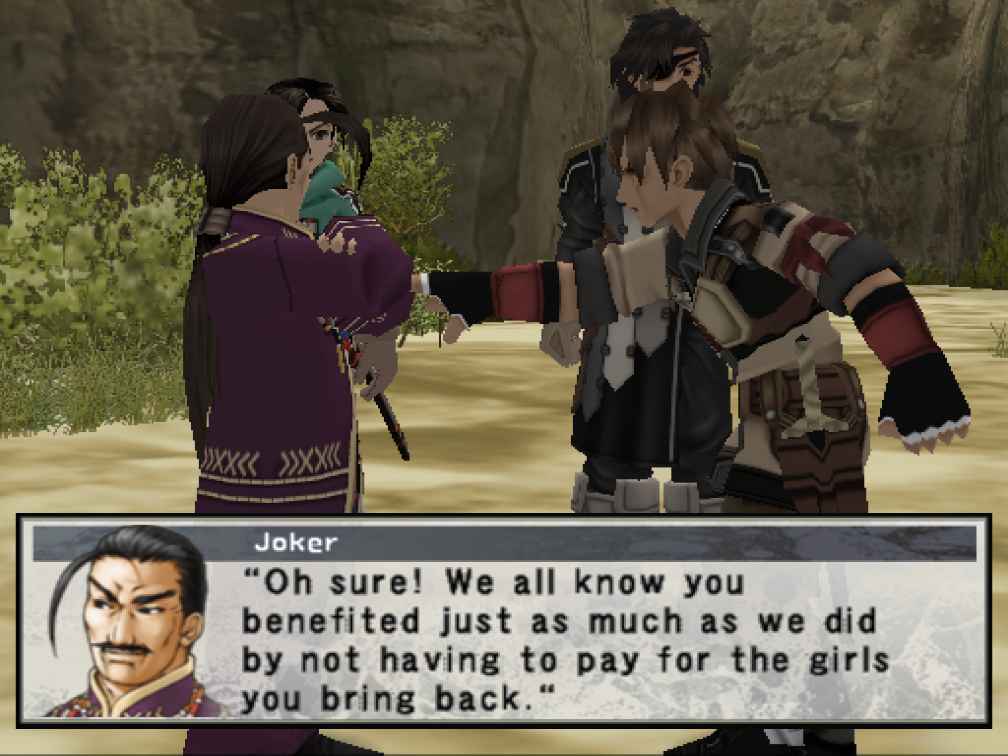 Joker
“Oh sure! We all know you
benefited just as much as we did
by not having to pay for the girls
you bring back.“